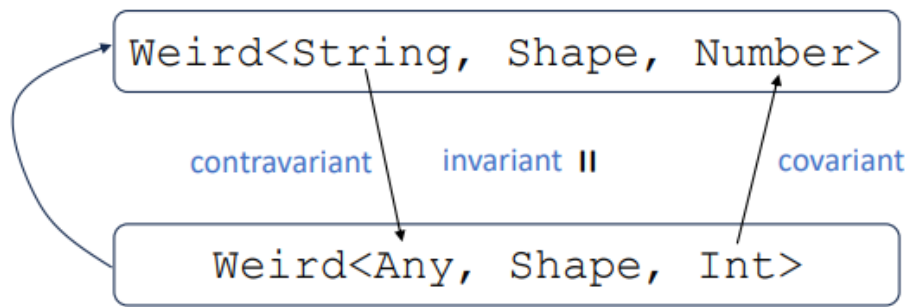 Weird<String, Shape, Number>
contravariant invariant = covariant
Weird<Any, Shape, Int>